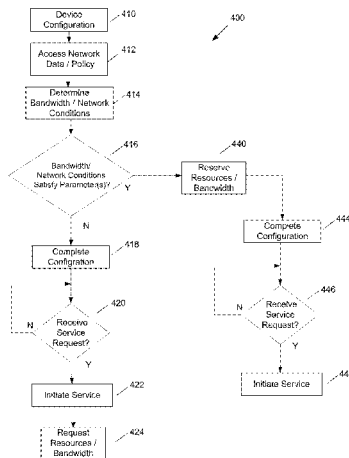 Device
Configuration
410
400
Access Network
Data / Policy
412
Determine
Bandwidth / Network
Conditions
414
416
440
Bandwidth/
Network Conditions
Satisfy Parameter(s)?
Y
Reserve
Resources /
Bandwidth
N
444
Complete
Configuration
Complete
Configration
418
420
446
N
Receive
Service
Request?
N
Receive
Service
Request?
Y
Y
Initiate Service
422
Initiate Service
44
Request
Resources /
Bandwidth
424